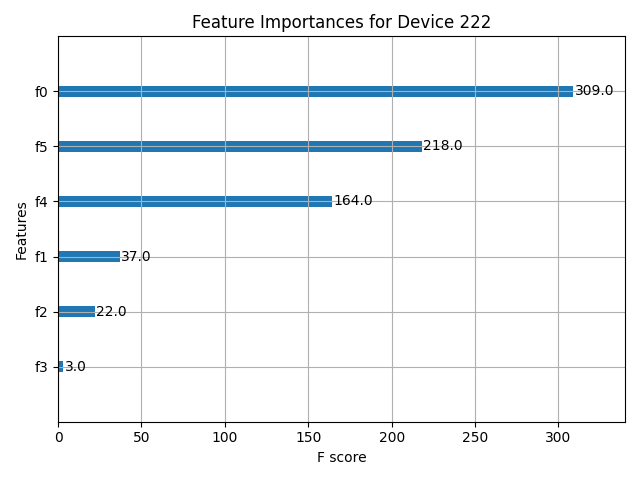 Feature Importances for Device 222
Features
f0 309.0
f5 218.0
f4 164.0
f1 37.0
f2 22.0
f3 3.0
0 50 100 150 200 250 300
F score